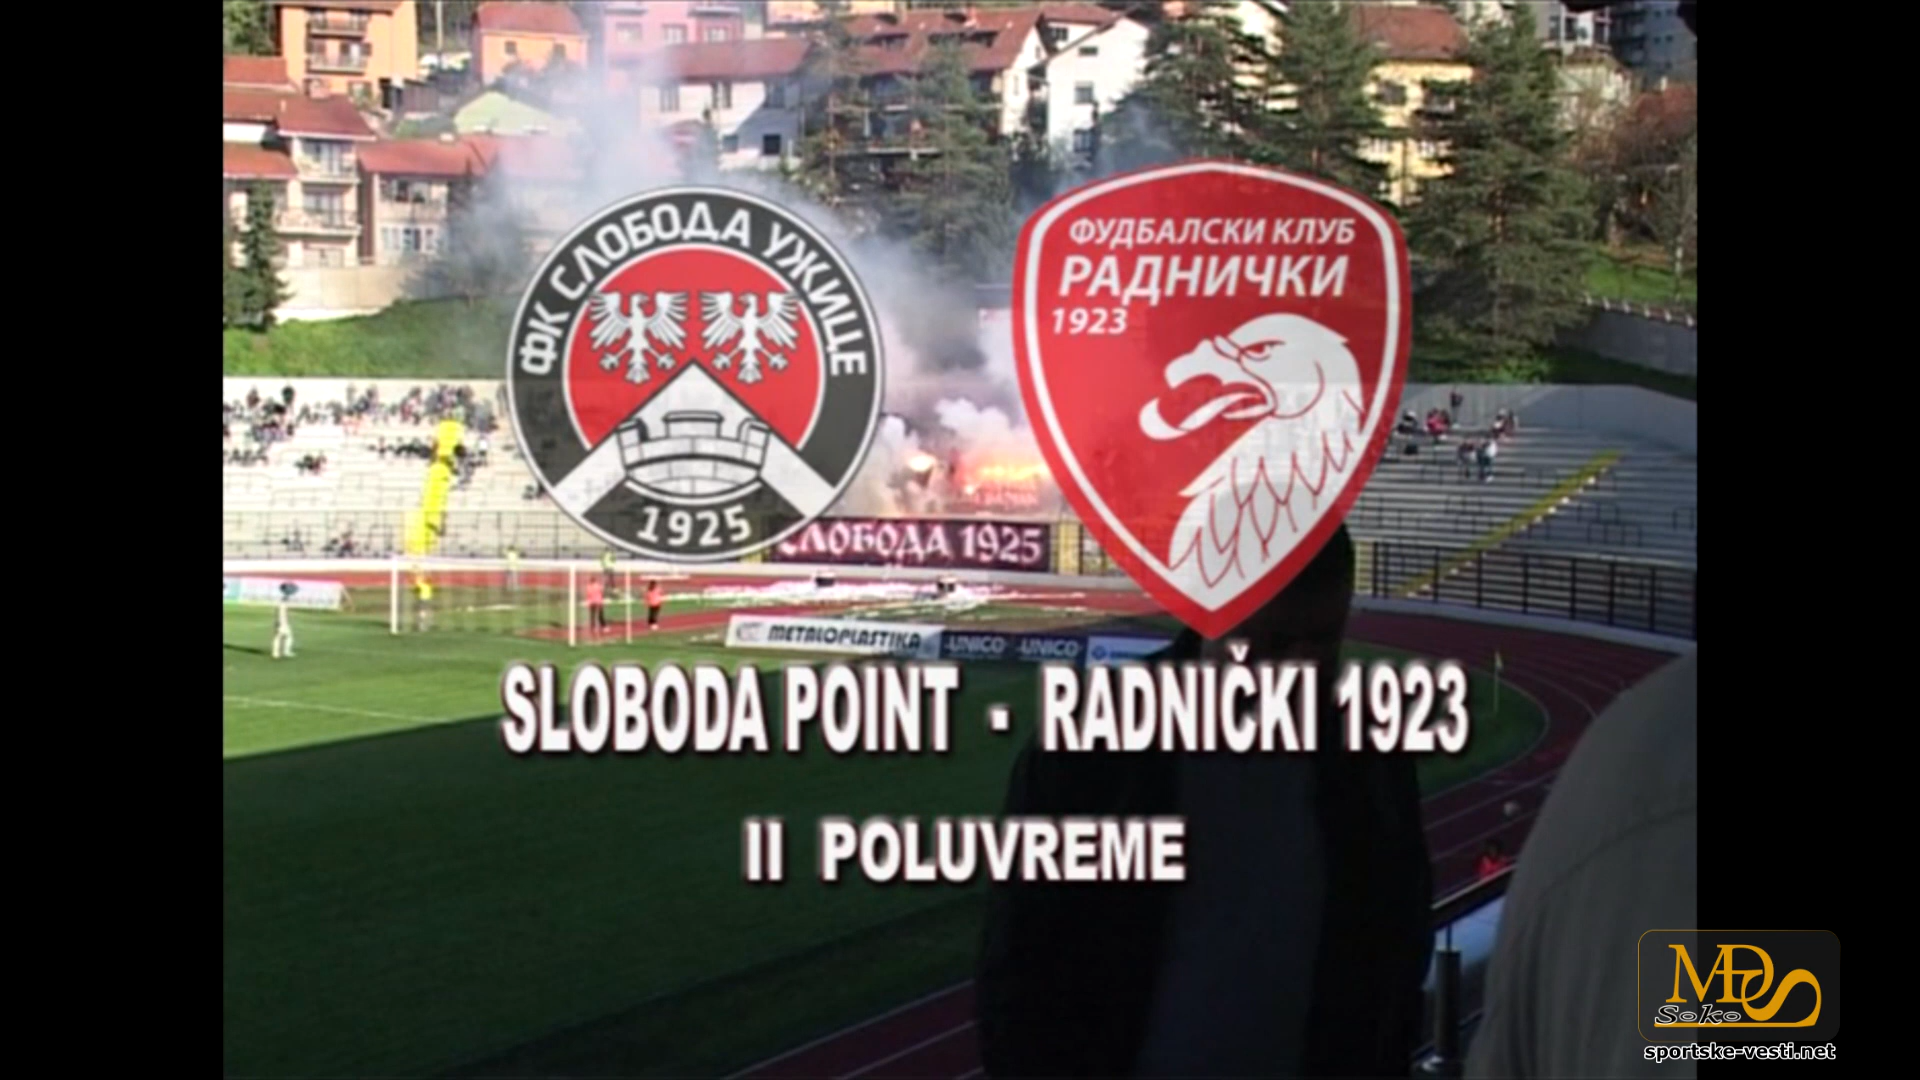 ФК СЛОБОДА УЖИЦЕ
1925
ФУДБАЛСКИ КЛУБ
РАДНИЧКИ
1923
СЛОБОДА 1925
METALOPLASTIKA UNICO UNICO
SLOBODA POINT - RADNIČKI 1923
II POLUVREME
MDS
Soko
sportske-vesti.net